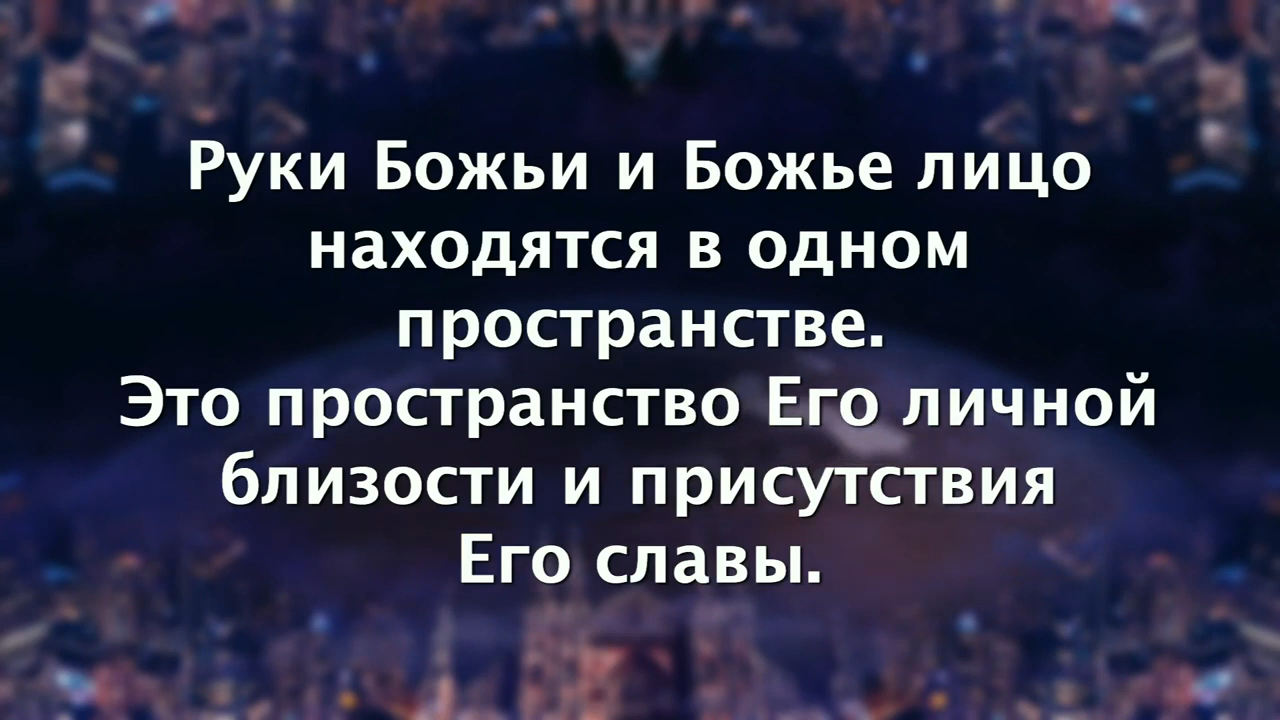 Руки Божьи и Божье лицо
находятся в одном
пространстве.
Это пространство Его личной
близости и присутствия
Его славы.